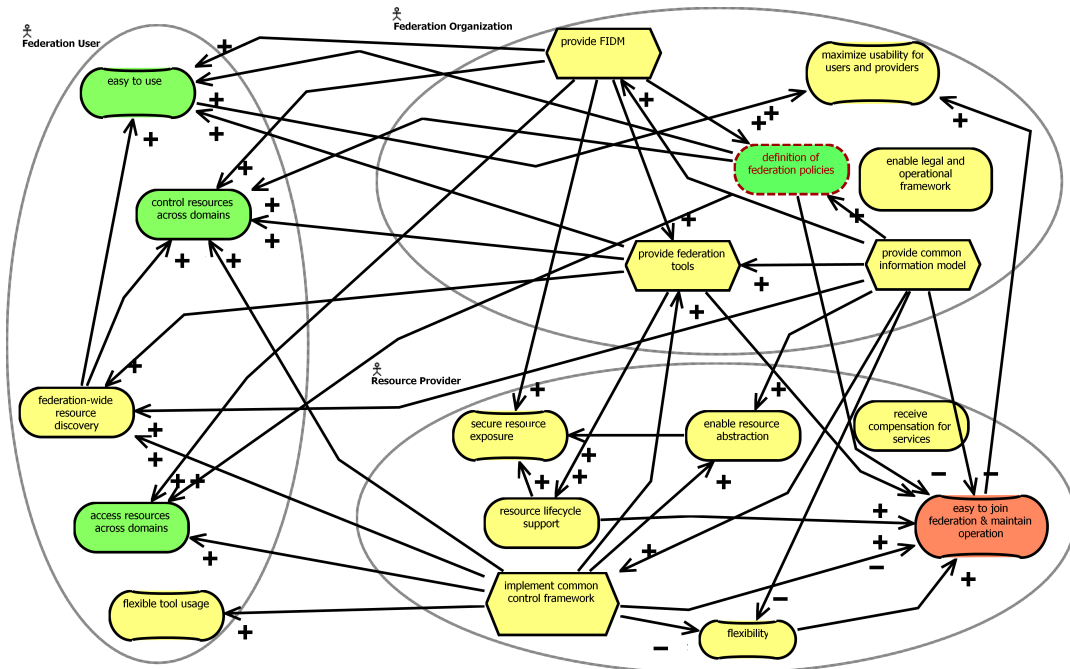 Federation Organization
Federation User
provide FIDM
maximize usability for
users and providers
easy to use
definition of
federation policies
enable legal and
operational framework
control resources
across domains
provide federation
tools
provide common
information model
Resource Provider
federation-wide
resource
discovery
secure resource
exposure
enable resource
abstraction
receive
compensation for
services
access resources
across domains
resource lifecycle
support
easy to join
federation & maintain
operation
implement common
control framework
flexible tool usage
flexibility